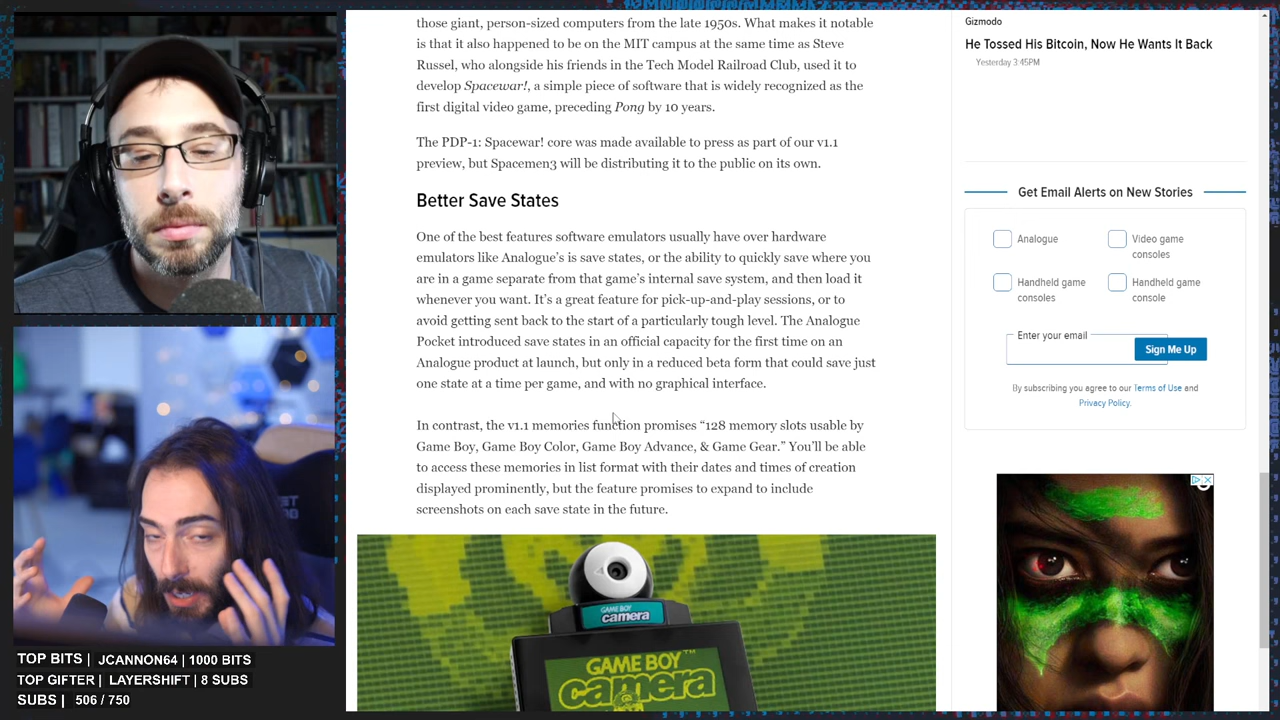 those giant, person-sized computers from the late 1950s. What makes it notable
is that it also happened to be on the MIT campus at the same time as Steve
Russel, who alongside his friends in the Tech Model Railroad Club, used it to
develop Spacewar!, a simple piece of software that is widely recognized as the
first digital video game, preceding Pong by 10 years.
The PDP-1: Spacewar! core was made available to press as part of our v1.1
preview, but Spacemen3 will be distributing it to the public on its own.
Better Save States
One of the best features software emulators usually have over hardware
emulators like Analogue's is save states, or the ability to quickly save where you
are in a game separate from that game's internal save system, and then load it
whenever you want. It's a great feature for pick-up-and-play sessions, or to
avoid getting sent back to the start of a particularly tough level. The Analogue
Pocket introduced save states in an official capacity for the first time on an
Analogue product at launch, but only in a reduced beta form that could save just
one state at a time per game, and with no graphical interface.
In contrast, the v1.1 memories function promises “128 memory slots usable by
Game Boy, Game Boy Color, Game Boy Advance, & Game Gear.” You'll be able
to access these memories in list format with their dates and times of creation
displayed prominently, but the feature promises to expand to include
screenshots on each save state in the future.
GAME BOY
camera
GAME BOY
camera
Gizmodo
He Tossed His Bitcoin, Now He Wants It Back
Yesterday 3:45PM
Get Email Alerts on New Stories
Analogue
Video game
consoles
Handheld game
consoles
Handheld game
console
Enter your email
Sign Me Up
By subscribing you agree to our Terms of Use and
Privacy Policy.
TOP BITS | JCANNON64 | 1000 BITS
TOP GIFTER | LAYERSHIFT | 8 SUBS
SUBS | 506 / 750